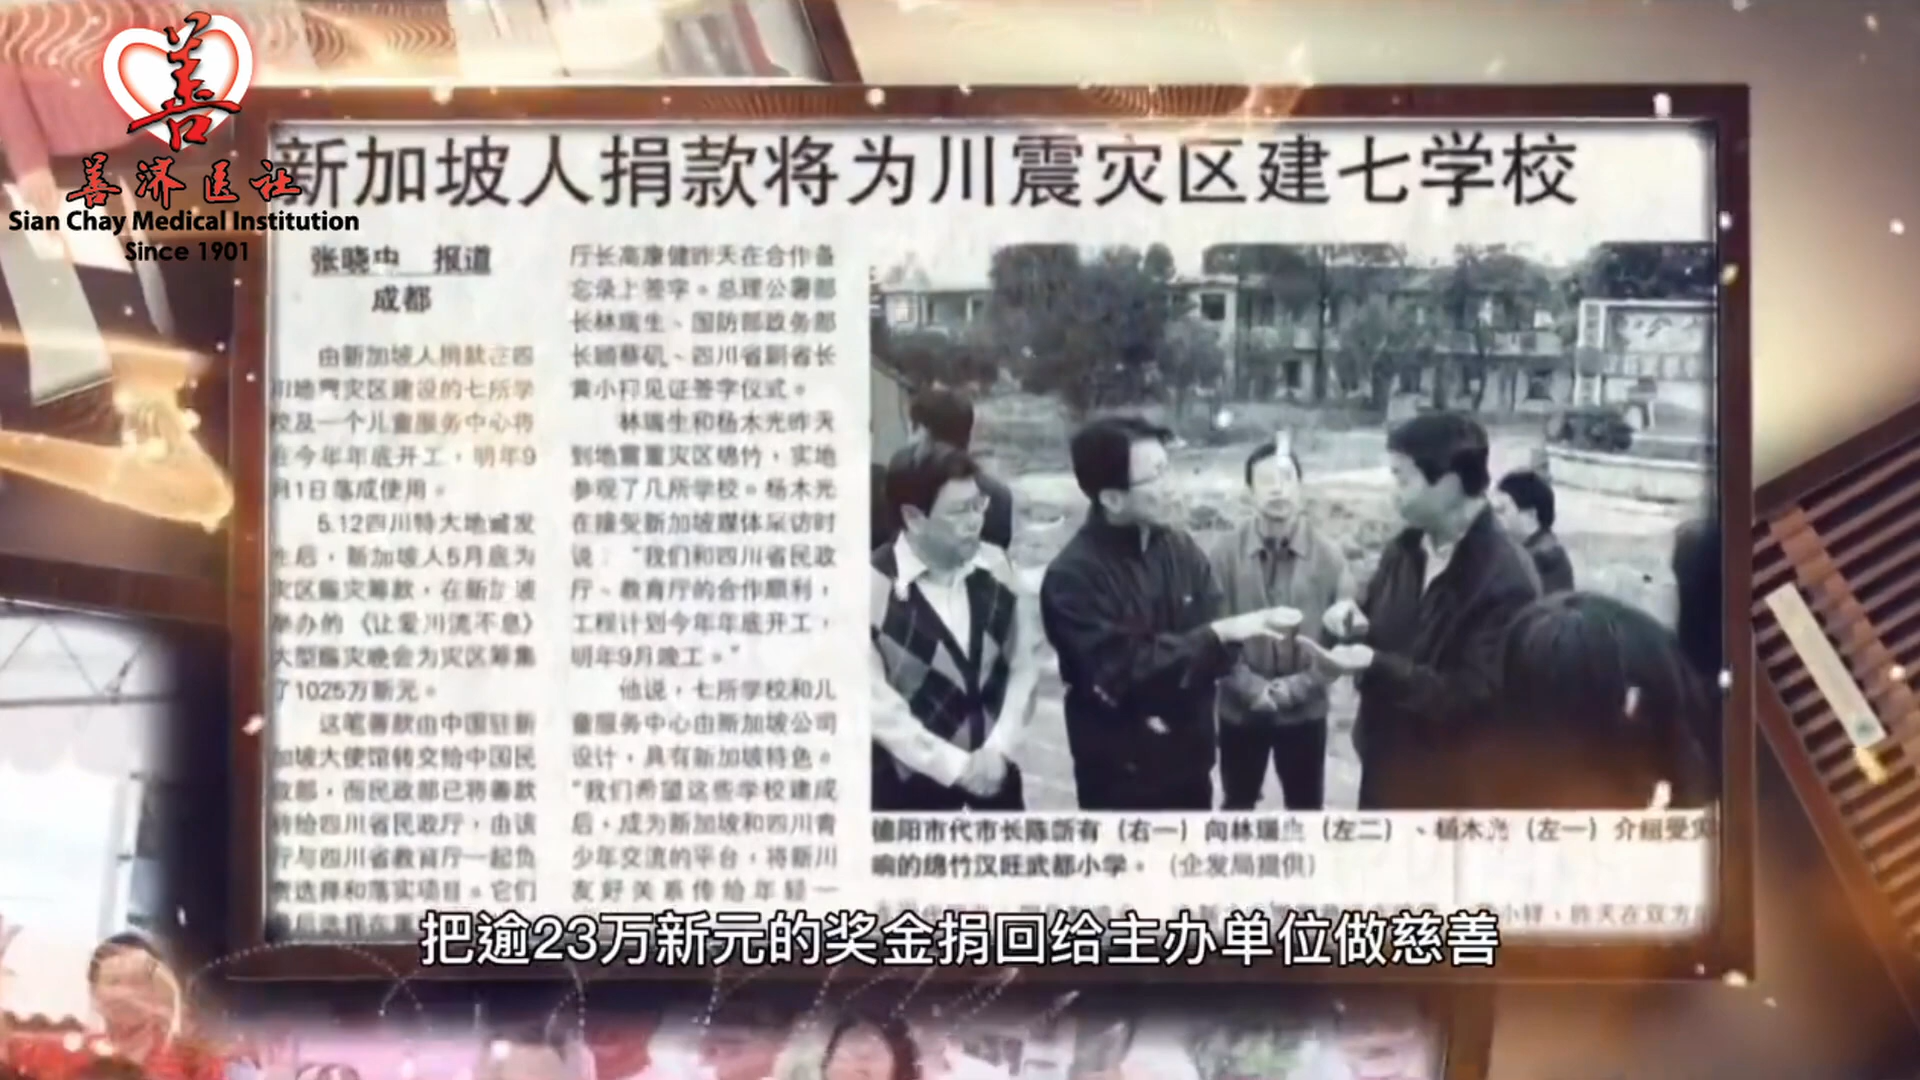 善
善济医社
Sian Chay Medical Institution
Since 1901
新加坡人捐款将为川震灾区建七学校
张晓中 报道
成都
由新加坡人捐款在四
川地震灾区建设的七所学
校及一个儿童服务中心将
在今年年底开工，明年9
月1日落成使用。
5.12四川特大地震发
生后，新加坡人5月底为
灾区赈灾筹款，在新加坡
举办的《让爱川流不息》
大型赈灾晚会为灾区筹集
了1025万新元。
这笔善款由中国驻新
加坡大使馆转交给中国民
政部，而民政部已将善款
转给四川省民政厅，由该
厅与四川省教育厅一起负
责选择和落实项目。它们
厅长高康健昨天在合作备
忘录上签字。总理公署部
长林瑞生、国防部政务部
长顾蔡矶、四川省副省长
黄小祥见证签字仪式。
林瑞生和杨木光昨天
到地震重灾区绵竹，实地
参观了几所学校。杨木光
在接受新加坡媒体采访时
说："我们和四川省民政
厅、教育厅的合作顺利，
工程计划今年年底开工，
明年9月竣工。"
他说，七所学校和儿
童服务中心由新加坡公司
设计，具有新加坡特色。
"我们希望这些学校建成
后，成为新加坡和四川青
少年交流的平台，将新川
友好关系传给年轻一
德阳市代市长陈新有（右一）向林瑞生（左二）、杨木光（左一）介绍受灾
响的绵竹汉旺武都小学。（企发局提供）
把逾23万新元的奖金捐回给主办单位做慈善